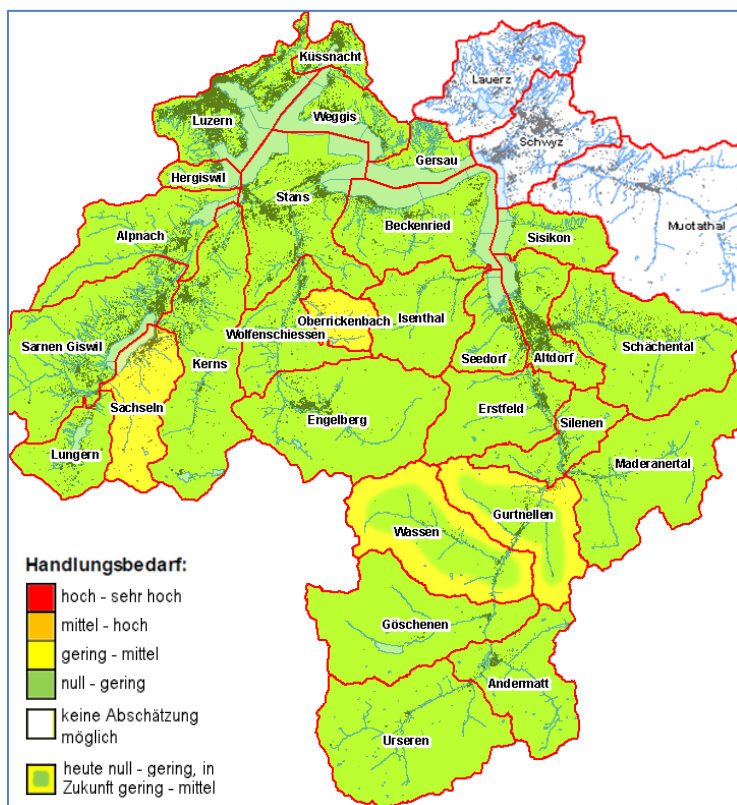 Küssnacht
Lauerz
Luzern
Weggis
Schwyz
Gersau
Hergiswil
Stans
Beckenried
Muotathal
Alpnach
Sisikon
Oberrickenbach
Isenthal
Wolfenschiessen
Sarnen Giswil
Kerns
Seedorf
Altdorf
Schächental
Sachseln
Engelberg
Erstfeld
Silenen
Lungern
Maderanertal
Gurtnellen
Wassen
Göschenen
Andermatt
Urseren
Handlungsbedarf:
hoch - sehr hoch
mittel - hoch
gering - mittel
null - gering
keine Abschätzung
möglich
heute null - gering, in
Zukunft gering - mittel